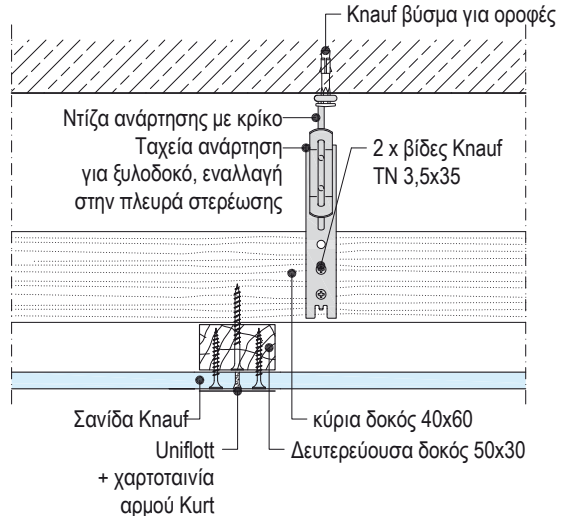 Knauf βύσμα για οροφές
Ντίζα ανάρτησης με κρίκο
Ταχεία ανάρτηση
για ξυλοδοκό, εναλλαγή
στην πλευρά στερέωσης
2 x βίδες Knauf
TN 3,5x35
Σανίδα Knauf
κύρια δοκός 40x60
Uniflott
+ χαρτοταινία
αρμού Kurt
Δευτερεύουσα δοκός 50x30